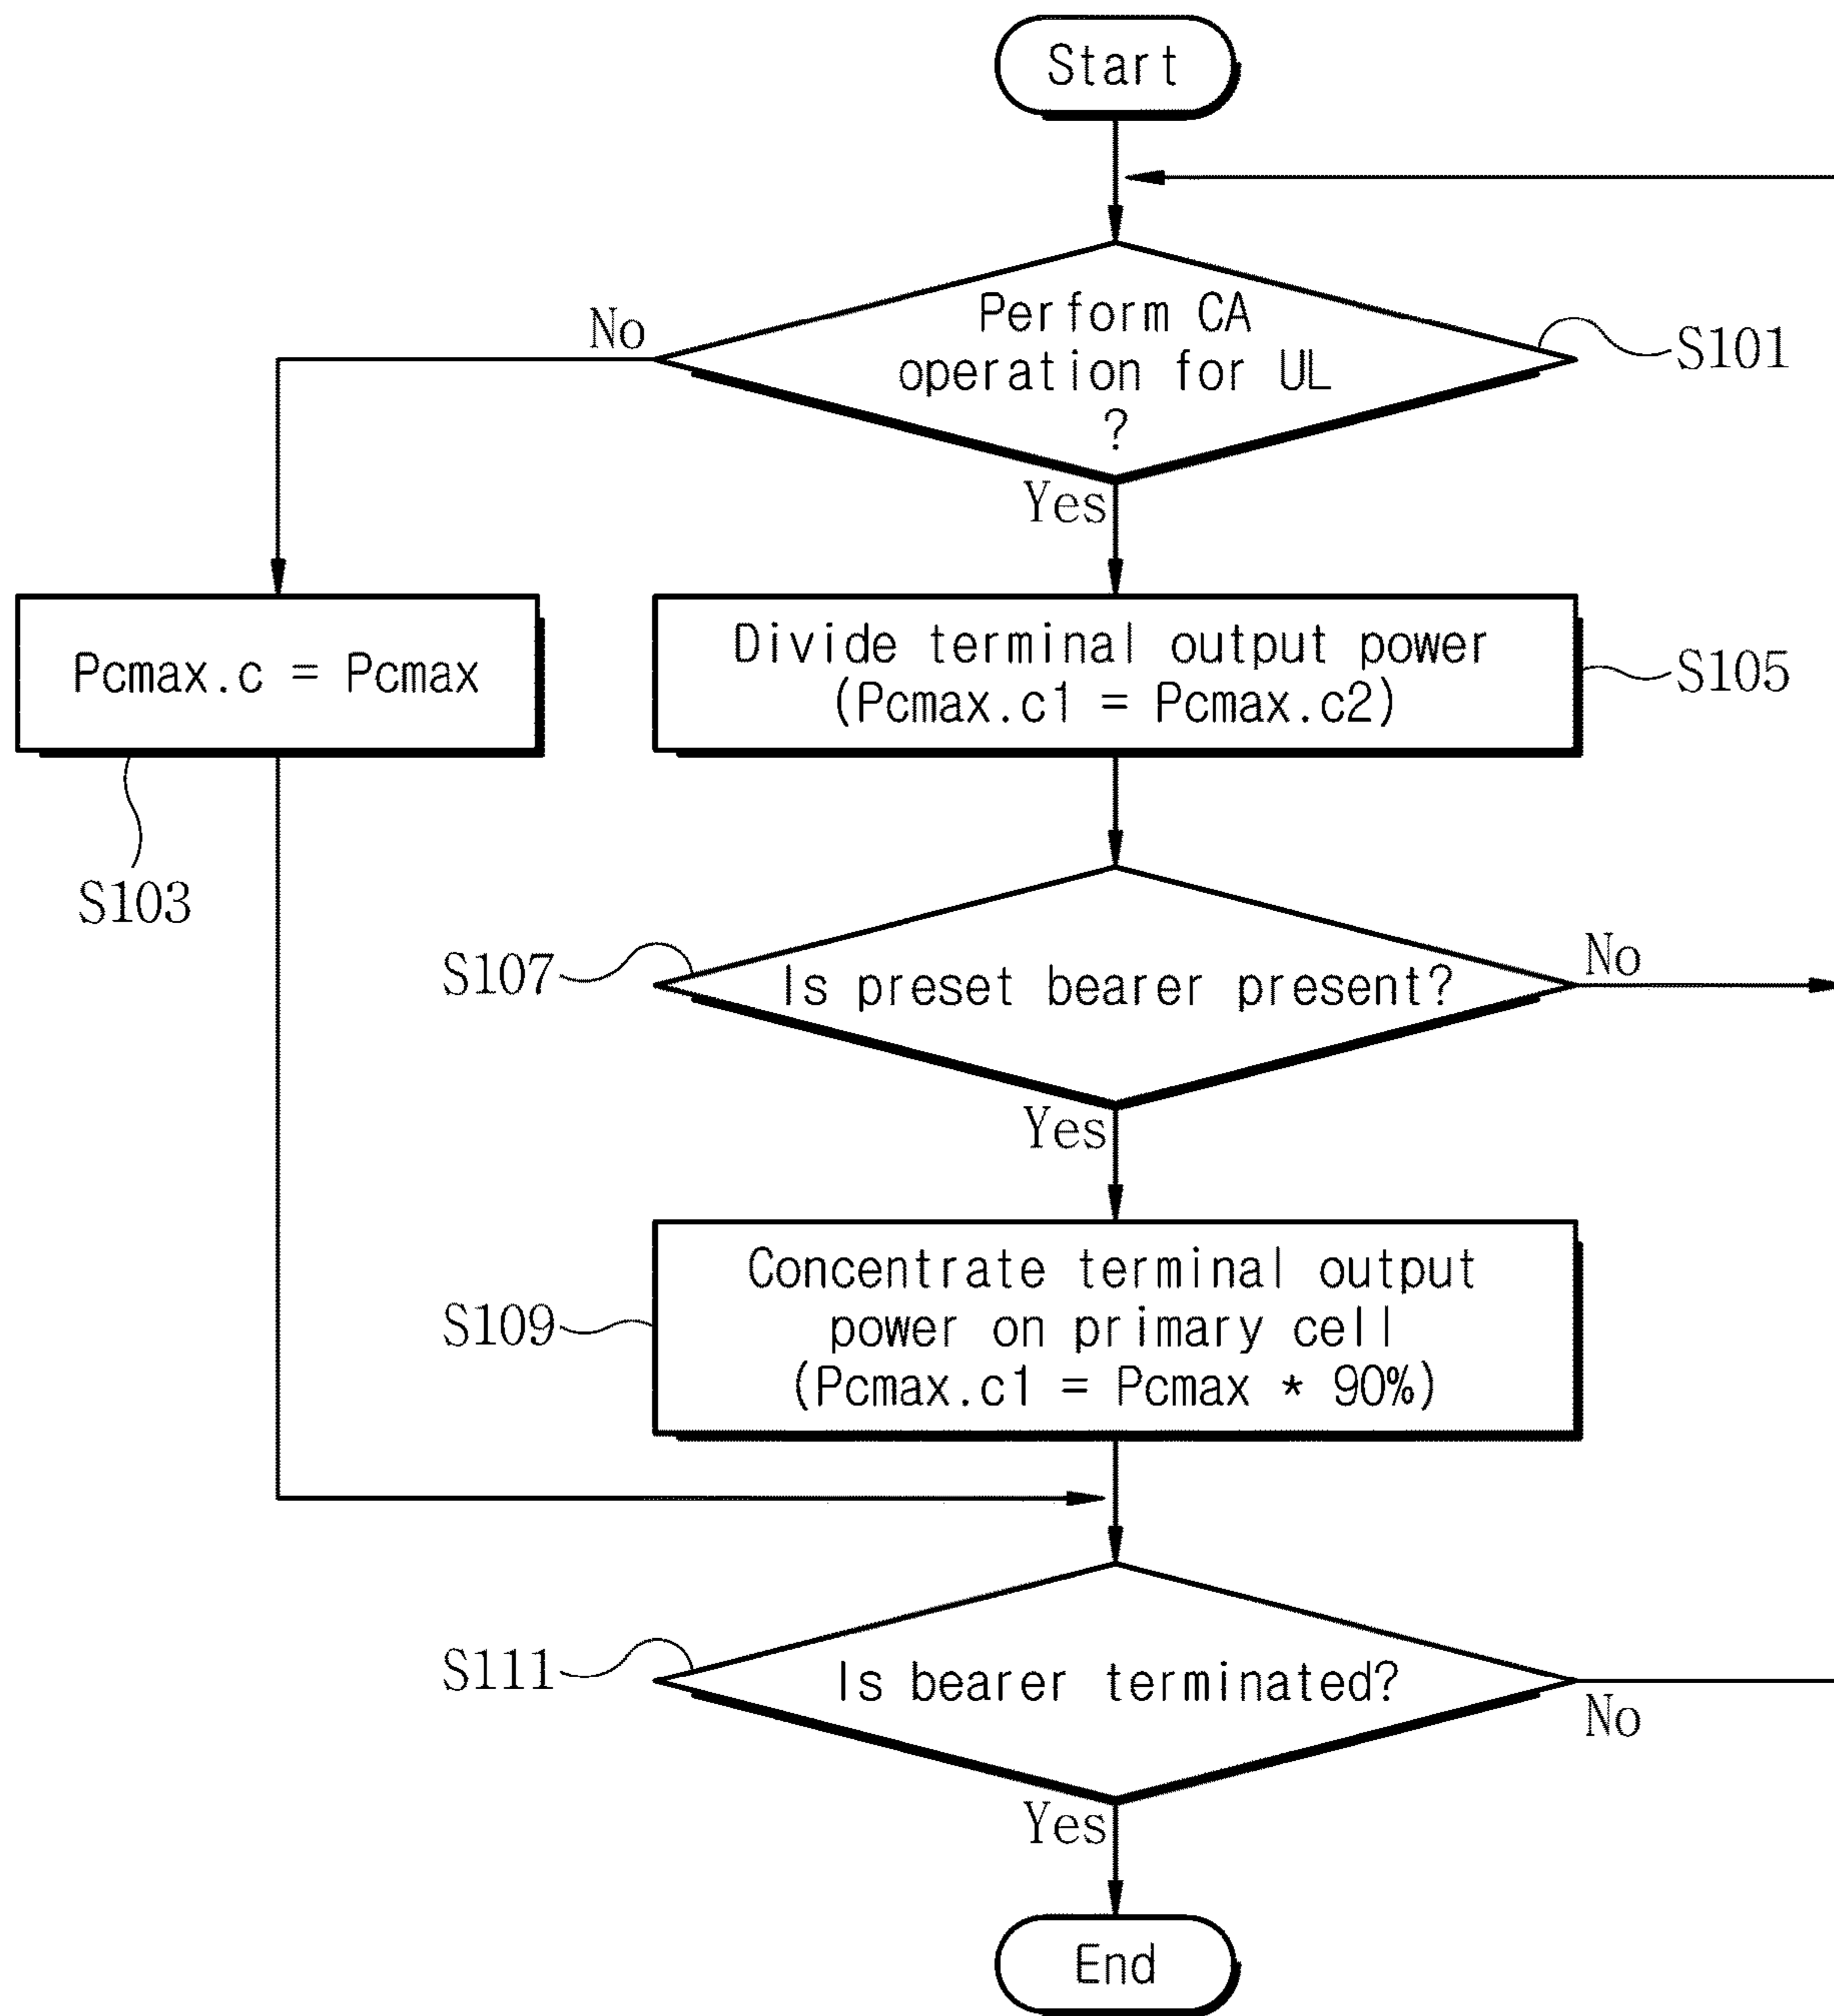 Start
Perform CA
operation for UL
?
S101
No
Yes
Pcmax.c = Pcmax
S103
Divide terminal output power
(Pcmax.c1 = Pcmax.c2)
S105
S107
Is preset bearer present?
No
Yes
Concentrate terminal output
power on primary cell
(Pcmax.c1 = Pcmax * 90%)
S109
S111
Is bearer terminated?
No
Yes
End